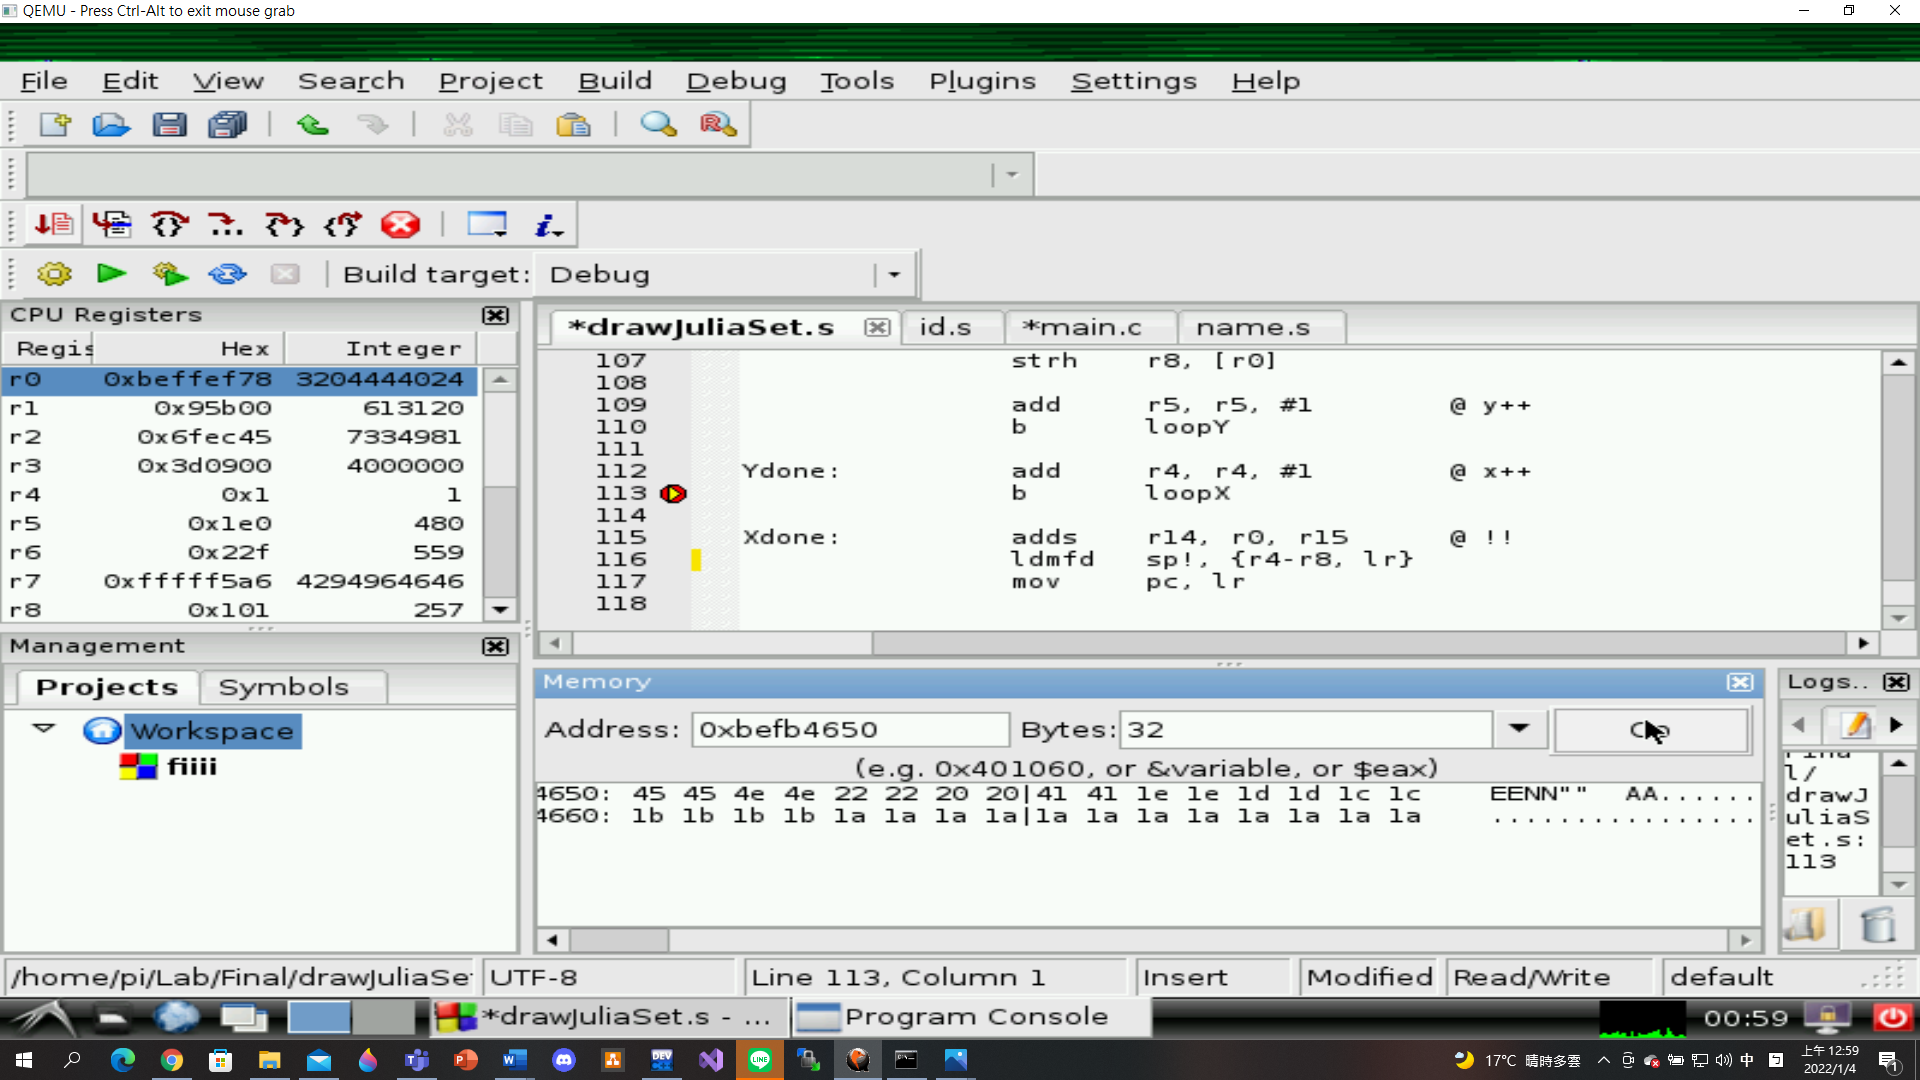 QEMU - Press Ctrl-Alt to exit mouse grab
File Edit View Search Project Build Debug Tools Plugins Settings Help
Build target: Debug
CPU Registers
Regis Hex Integer
r0 0xbeffef78 3204444024
r1 0x95b00 613120
r2 0x6fec45 7334981
r3 0x3d0900 4000000
r4 0x1 1
r5 0x1e0 480
r6 0x22f 559
r7 0xfffff5a6 4294964646
r8 0x101 257
*drawJuliaSet.s id.s *main.c name.s
107 strh r8, [r0]
108
109 add r5, r5, #1 @ y++
110 b loopY
111
112 Ydone: add r4, r4, #1 @ x++
113 b loopX
114
115 Xdone: adds r14, r0, r15 @ !!
116 ldmfd sp!, {r4-r8, lr}
117 mov pc, lr
118
Management
Projects Symbols
Workspace
fiiii
Memory
Address: 0xbefb4650 Bytes: 32
(e.g. 0x401060, or &variable, or $eax)
4650: 45 45 4e 4e 22 22 20 20|41 41 1e 1e 1d 1d 1c 1c EENN"" AA......
4660: 1b 1b 1b 1b 1a 1a 1a 1a|1a 1a 1a 1a 1a 1a 1a 1a ................
Logs..
l/
drawJ
uliaS
et.s:
113
/home/pi/Lab/Final/drawJuliaSe UTF-8 Line 113, Column 1 Insert Modified Read/Write default
*drawJuliaSet.s - ... Program Console 00:59
17°C 晴時多雲 中 上午 12:59
2022/1/4